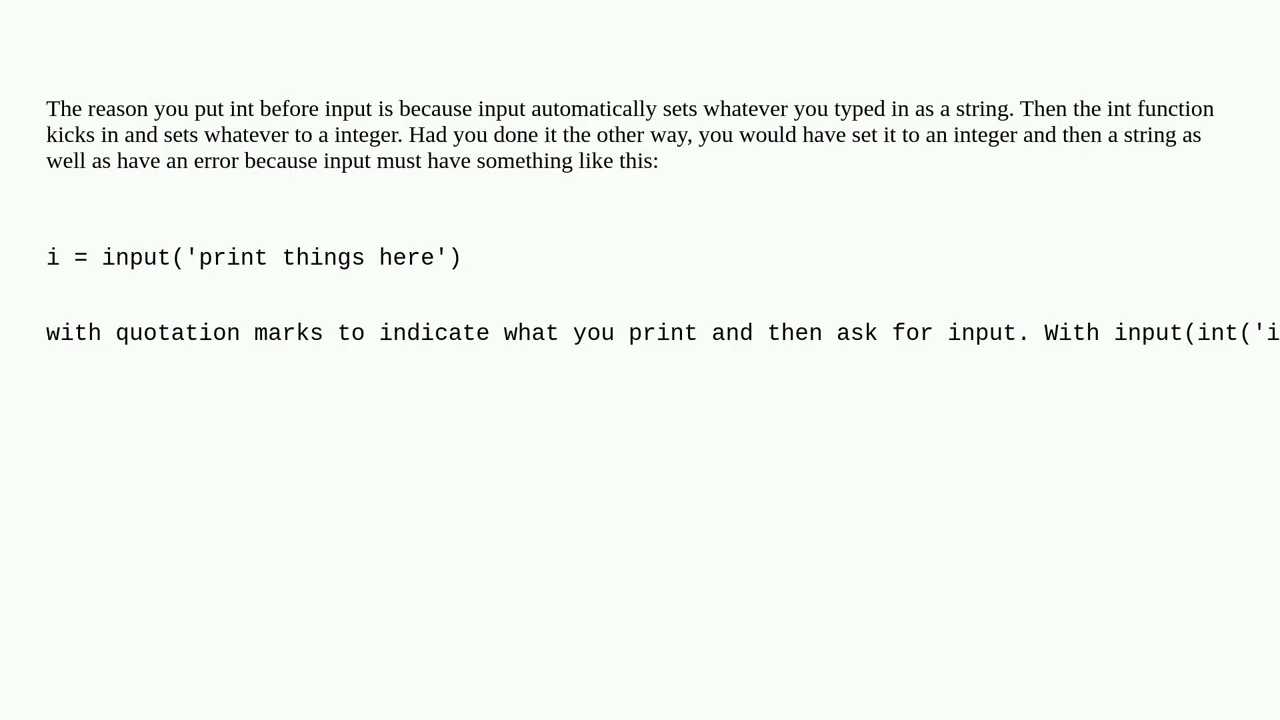 The reason you put int before input is because input automatically sets whatever you typed in as a string. Then the int function
kicks in and sets whatever to a integer. Had you done it the other way, you would have set it to an integer and then a string as
well as have an error because input must have something like this:
i = input('print things here')
with quotation marks to indicate what you print and then ask for input. With input(int('i